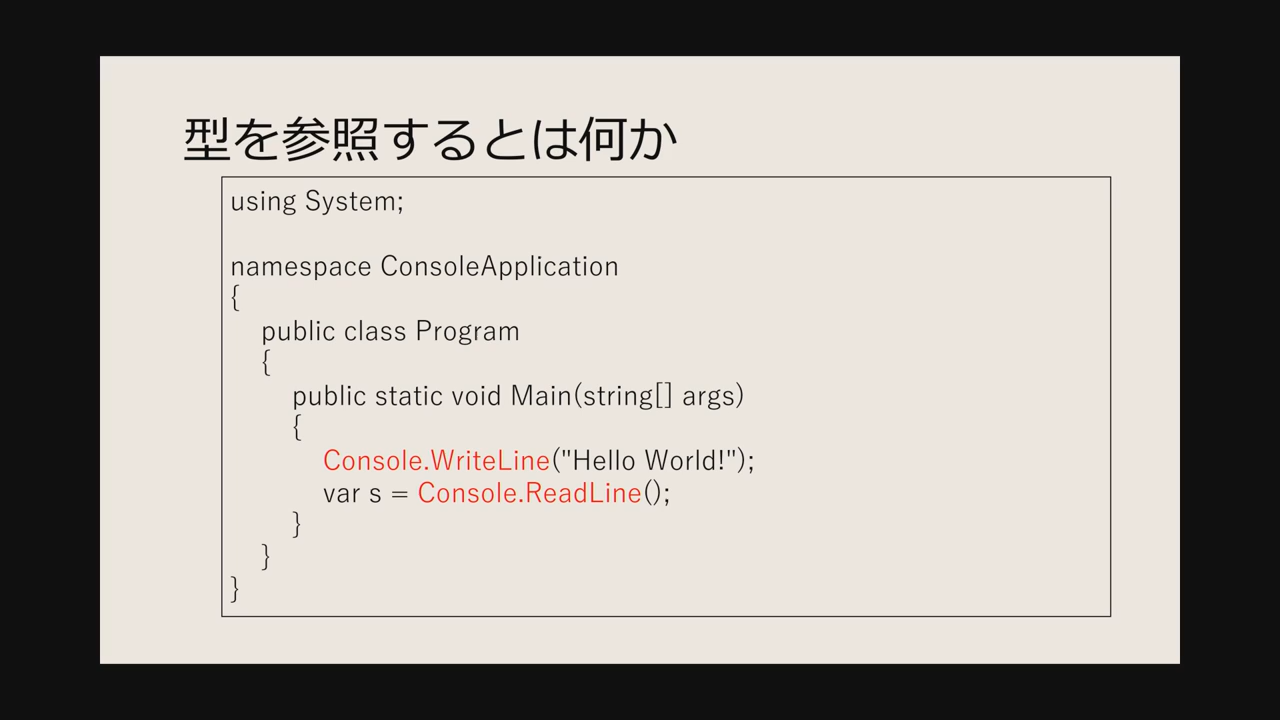 型を参照するとは何か
using System;
namespace ConsoleApplication
{
public class Program
{
public static void Main(string[] args)
{
Console.WriteLine("Hello World!");
var s = Console.ReadLine();
}
}
}